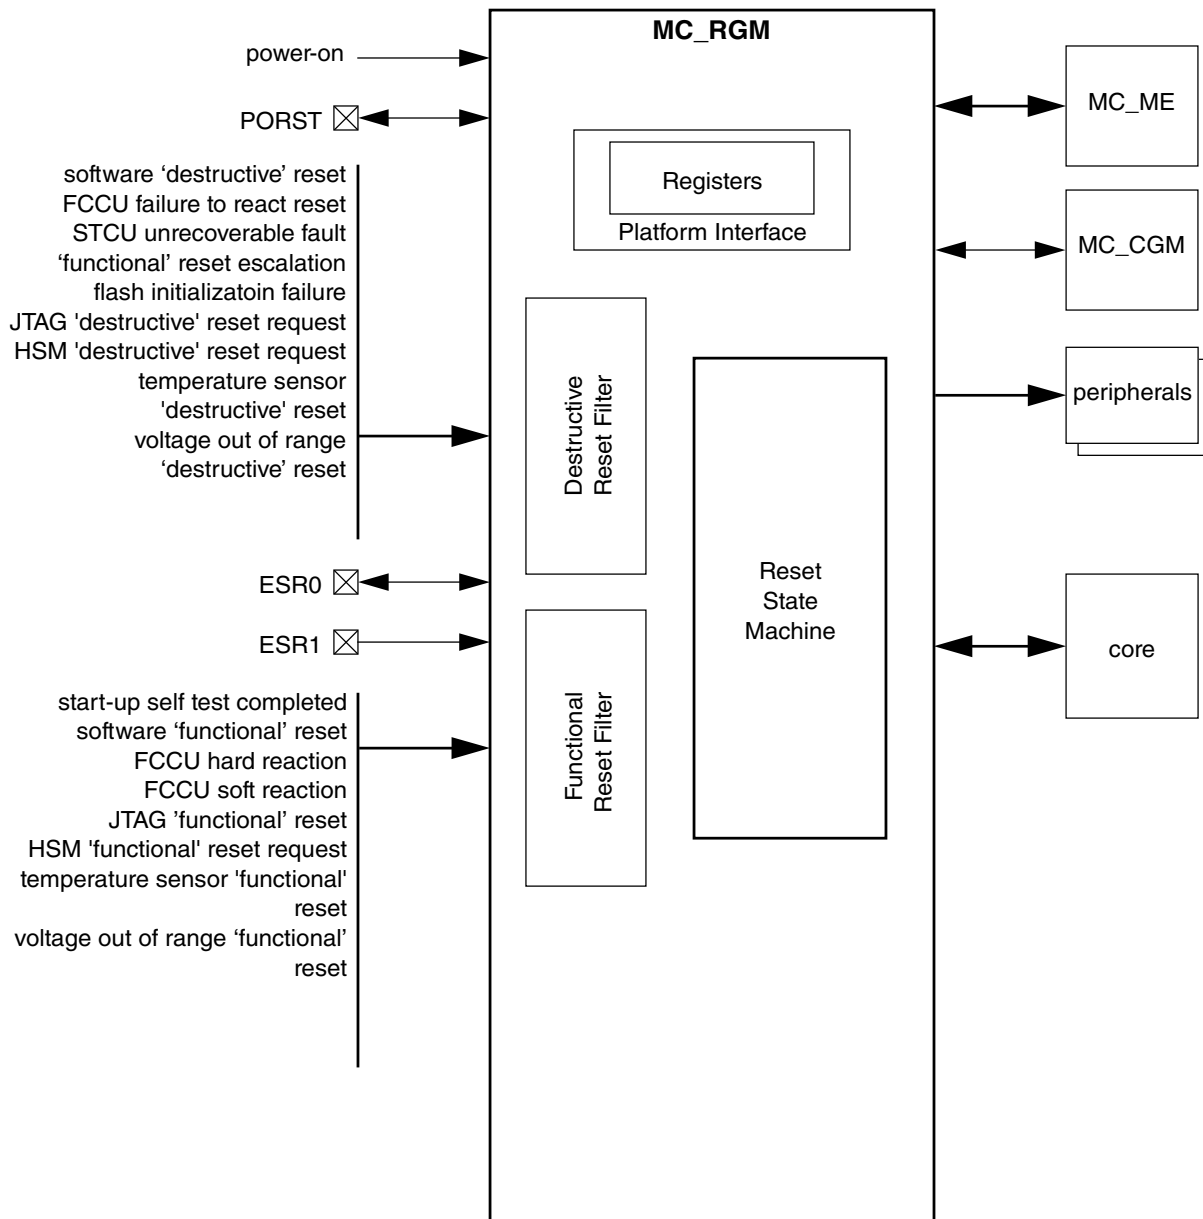 MC_RGM
power-on
PORST
software ‘destructive’ reset
FCCU failure to react reset
STCU unrecoverable fault
‘functional’ reset escalation
flash initializatoin failure
JTAG 'destructive' reset request
HSM 'destructive' reset request
temperature sensor
'destructive' reset
voltage out of range
‘destructive’ reset
ESR0
ESR1
start-up self test completed
software ‘functional’ reset
FCCU hard reaction
FCCU soft reaction
JTAG ’functional’ reset
HSM 'functional' reset request
temperature sensor 'functional'
reset
voltage out of range ‘functional’
reset
Registers
Platform Interface
Destructive
Reset Filter
Functional
Reset Filter
Reset
State
Machine
MC_ME
MC_CGM
peripherals
core